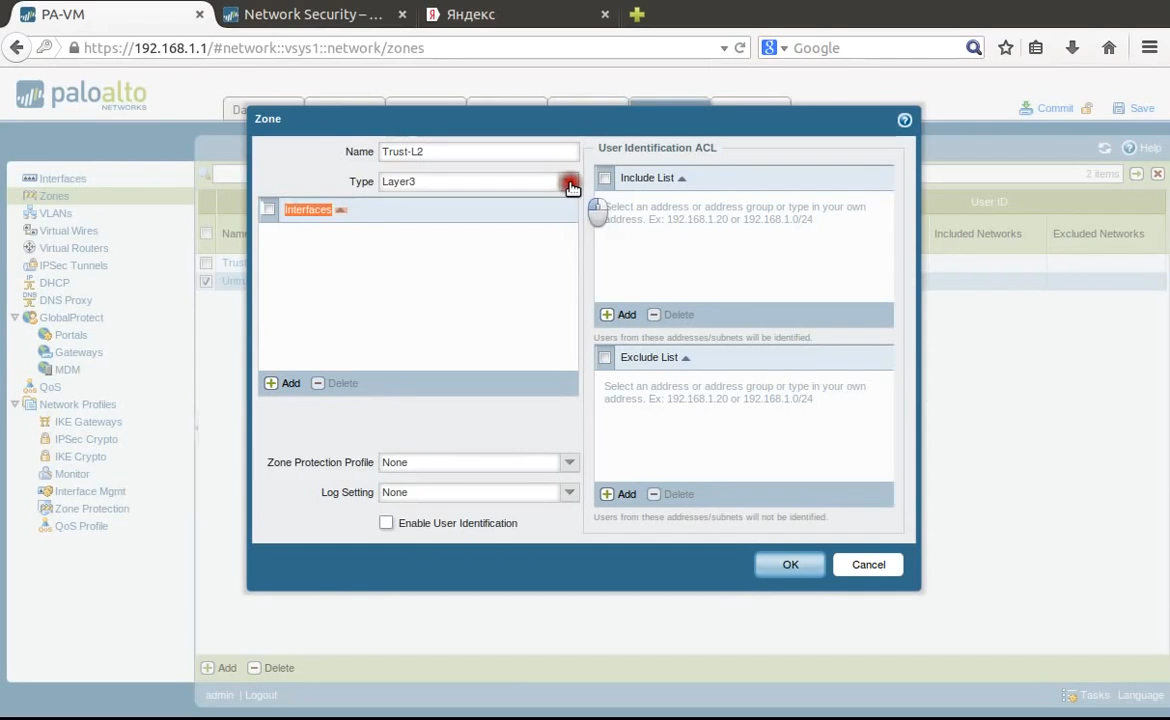 PA-VM
Network Security – ...
Яндекс
https://192.168.1.1/#network::vsys1::network/zones
Google
paloalto
NETWORKS
Da
Commit
Save
Zone
Help
Interfaces
Zones
VLANs
Virtual Wires
Virtual Routers
IPSec Tunnels
DHCP
DNS Proxy
GlobalProtect
Portals
Gateways
MDM
QoS
Network Profiles
IKE Gateways
IPSec Crypto
IKE Crypto
Monitor
Interface Mgmt
Zone Protection
QoS Profile
2 items
User ID
Name
Included Networks
Excluded Networks
Trust
Name
Trust-L2
Type
Layer3
Interfaces
Add
Delete
Zone Protection Profile
None
Log Setting
None
Enable User Identification
User Identification ACL
Include List
Select an address or address group or type in your own
address. Ex: 192.168.1.20 or 192.168.1.0/24
Add
Delete
Users from these addresses/subnets will be identified.
Exclude List
Select an address or address group or type in your own
address. Ex: 192.168.1.20 or 192.168.1.0/24
Add
Delete
Users from these addresses/subnets will not be identified.
OK
Cancel
Add
Delete
admin | Logout
Tasks
Language